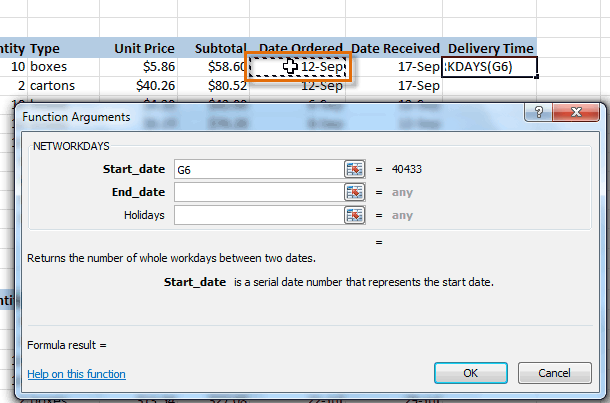 ntity Type Unit Price Subtotal Date Ordered Date Received Delivery Time
10 boxes $5.86 $58.60 12-Sep 17-Sep :KDAYS(G6)
2 cartons $40.26 $80.52 12-Sep 17-Sep
Function Arguments
NETWORKDAYS
Start_date G6 = 40433
End_date = any
Holidays = any
=
Returns the number of whole workdays between two dates.
Start_date is a serial date number that represents the start date.
Formula result =
Help on this function OK Cancel